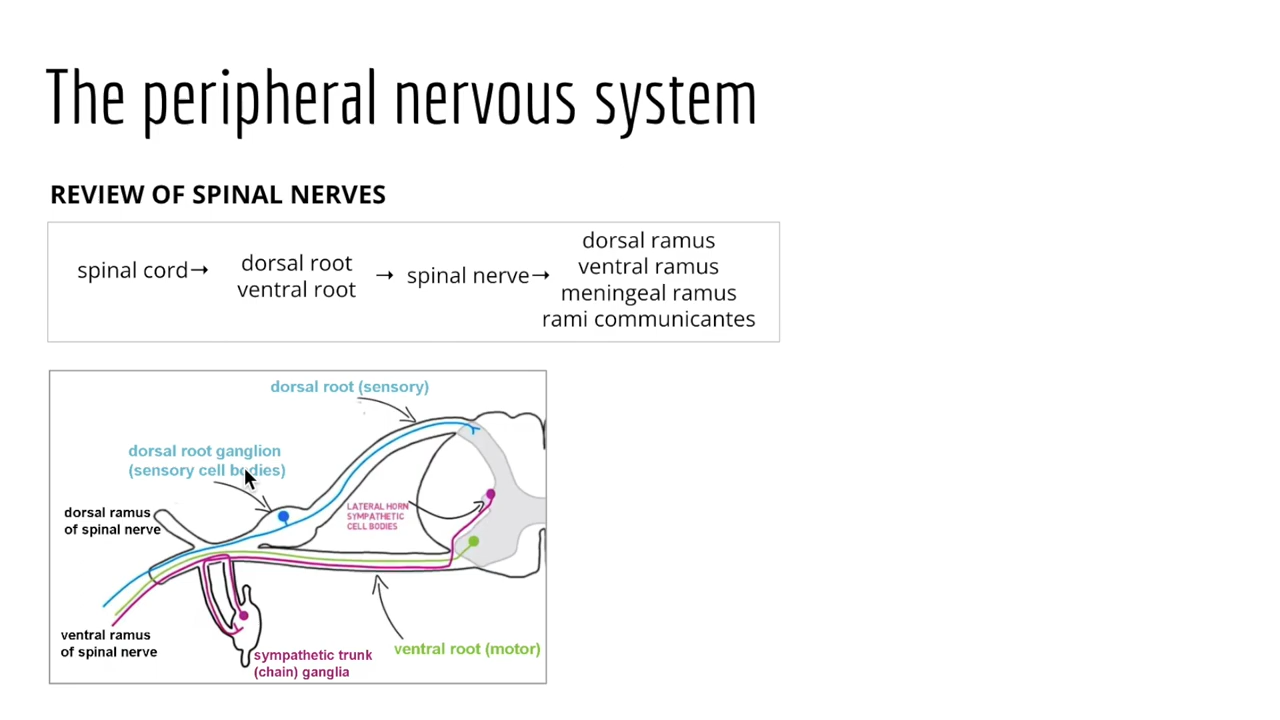 The peripheral nervous system
REVIEW OF SPINAL NERVES
spinal cord→
dorsal root
ventral root
→
spinal nerve→
dorsal ramus
ventral ramus
meningeal ramus
rami communicantes
dorsal root (sensory)
dorsal root ganglion
(sensory cell bodies)
dorsal ramus
of spinal nerve
LATERAL HORN
SYMPATHETIC
CELL BODIES
ventral ramus
of spinal nerve
sympathetic trunk
(chain) ganglia
ventral root (motor)